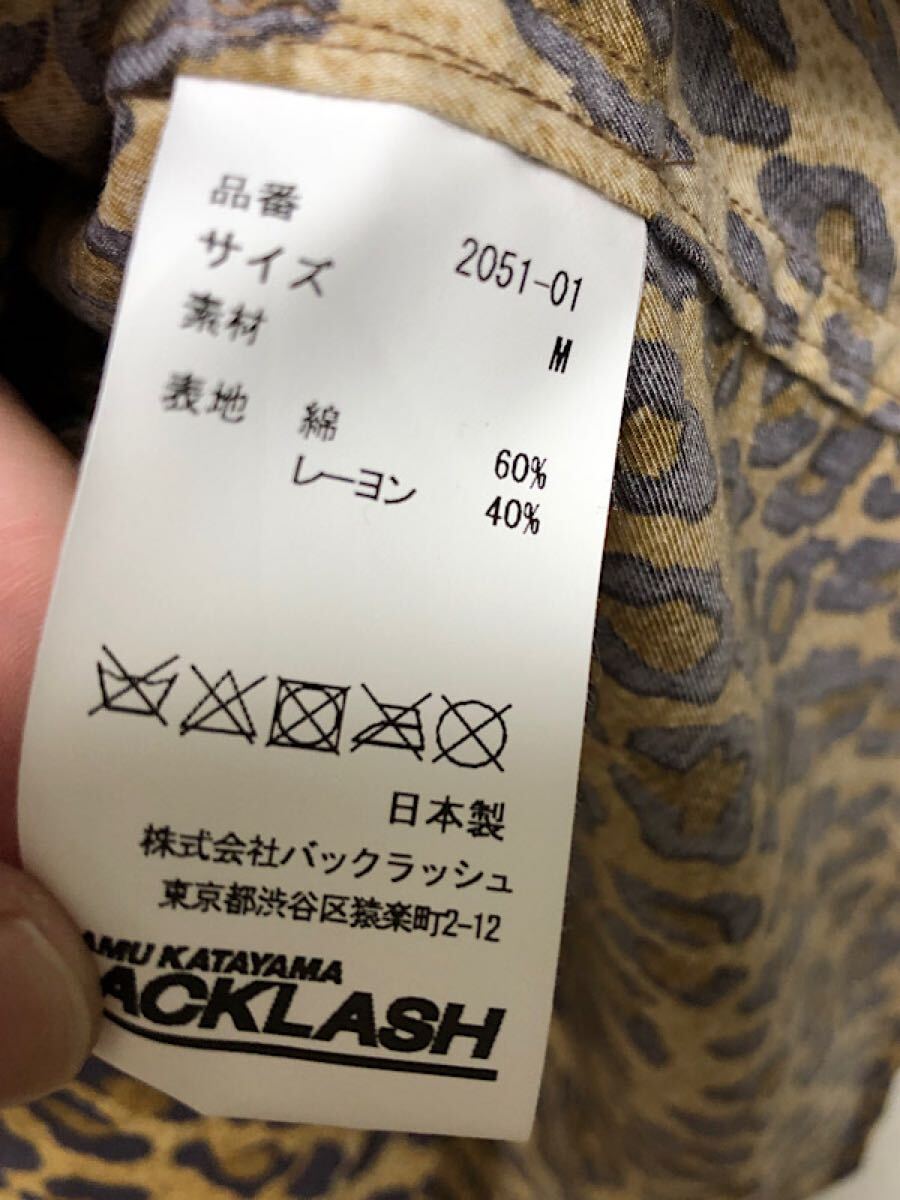 品番 2051-01
サイズ M
素材
表地 綿 60%
レーヨン 40%
日本製
株式会社バックラッシュ
東京都渋谷区猿楽町2-12
AMU KATAYAMA
ACKLASH